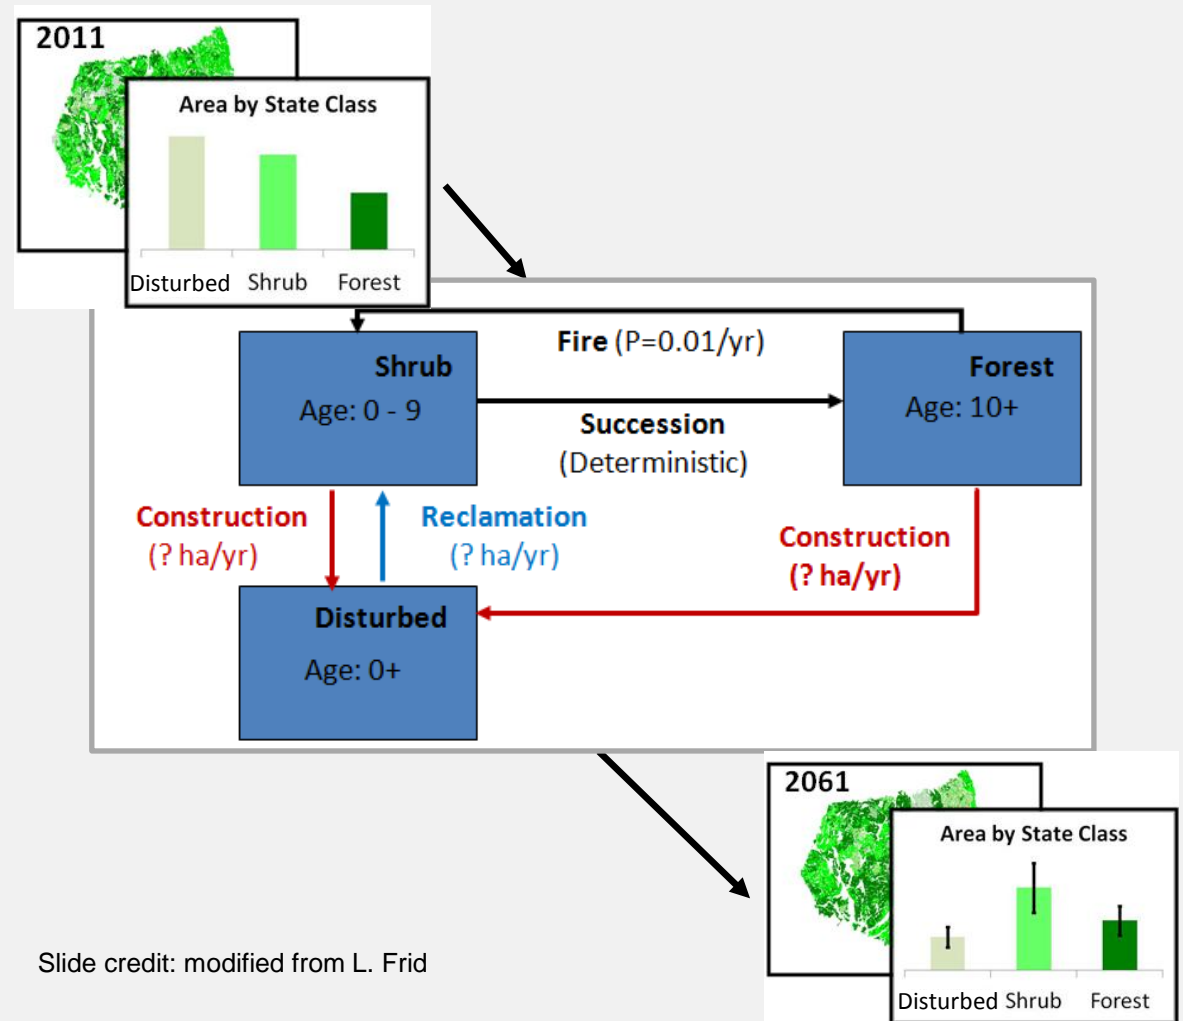 2011
Area by State Class
Disturbed Shrub Forest
Fire (P=0.01/yr)
Shrub
Age: 0 - 9
Forest
Age: 10+
Succession
(Deterministic)
Construction
(? ha/yr)
Reclamation
(? ha/yr)
Construction
(? ha/yr)
Disturbed
Age: 0+
2061
Area by State Class
Disturbed Shrub Forest
Slide credit: modified from L. Frid